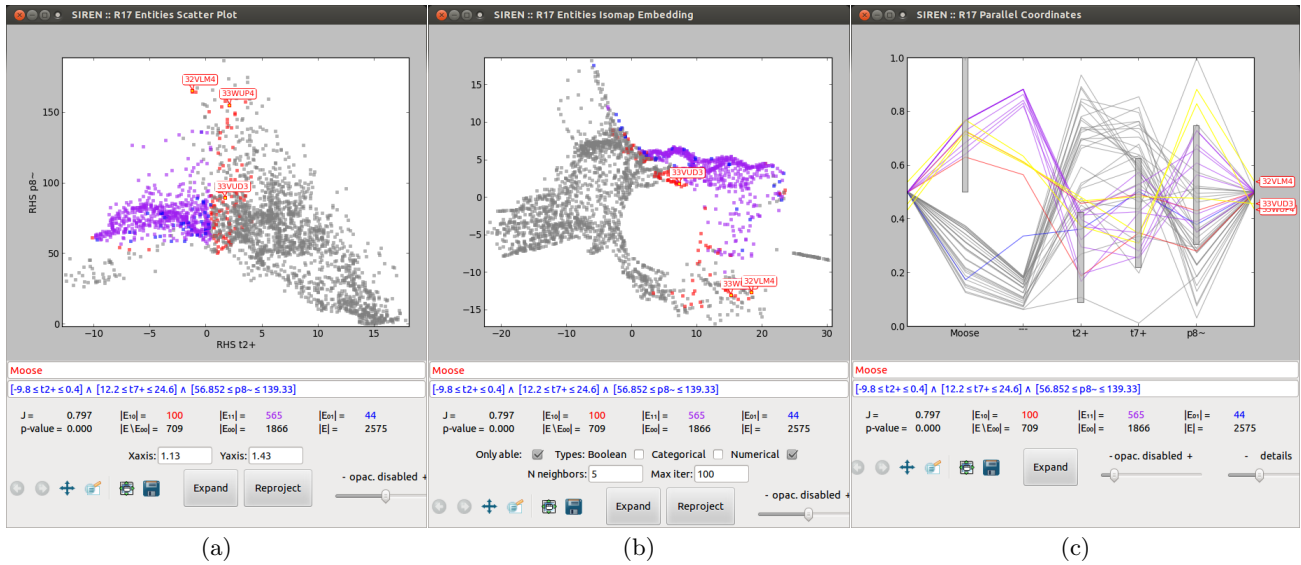 SIREN :: R17 Entities Scatter Plot
32VLM4
33WUP4
33VUD3
150
100
50
0
RHS p8~
−10 −5 0 5 10 15
RHS t2+
Moose
[-9.8 ≤ t2+ ≤ 0.4] ∧ [12.2 ≤ t7+ ≤ 24.6] ∧ [56.852 ≤ p8~ ≤ 139.33]
J = 0.797 |E₁₀| = 100 |E₁₁| = 565 |E₀₁| = 44
p-value = 0.000 |E\E₀₀| = 709 |E₀₀| = 1866 |E| = 2575
Xaxis: 1.13 Yaxis: 1.43
Expand Reproject - opac. disabled +
(a)
SIREN :: R17 Entities Isomap Embedding
33VUD3
32VLM4
15
10
5
0
−5
−10
−15
−20 −10 0 10 20 30
Moose
[-9.8 ≤ t2+ ≤ 0.4] ∧ [12.2 ≤ t7+ ≤ 24.6] ∧ [56.852 ≤ p8~ ≤ 139.33]
J = 0.797 |E₁₀| = 100 |E₁₁| = 565 |E₀₁| = 44
p-value = 0.000 |E\E₀₀| = 709 |E₀₀| = 1866 |E| = 2575
Only able: Types: Boolean Categorical Numerical
N neighbors: 5 Max iter: 100
Expand Reproject - opac. disabled +
(b)
SIREN :: R17 Parallel Coordinates
1.0
0.8
0.6
0.4
0.2
0.0
32VLM4
33VUD3
33WUP4
Moose --- t2+ t7+ p8~
Moose
[-9.8 ≤ t2+ ≤ 0.4] ∧ [12.2 ≤ t7+ ≤ 24.6] ∧ [56.852 ≤ p8~ ≤ 139.33]
J = 0.797 |E₁₀| = 100 |E₁₁| = 565 |E₀₁| = 44
p-value = 0.000 |E\E₀₀| = 709 |E₀₀| = 1866 |E| = 2575
Expand - opac. disabled + - details
(c)